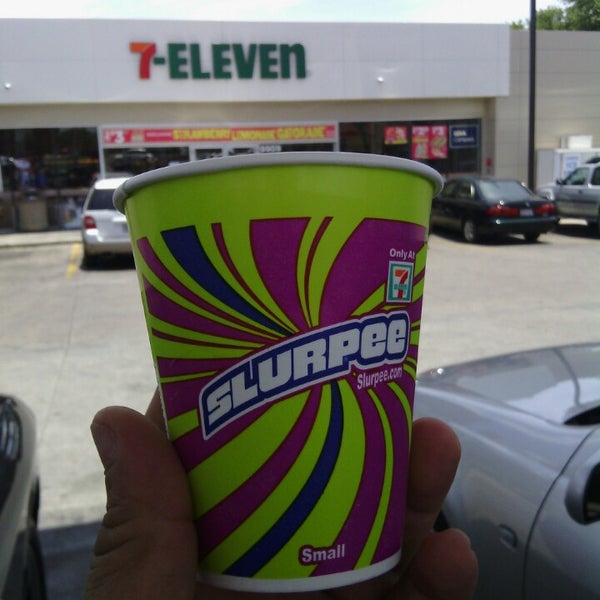 7-ELEVEN
STRAWBERRY LEMONADE GATORADE
Only At
7
SLURPEE
Slurpee.com
Small